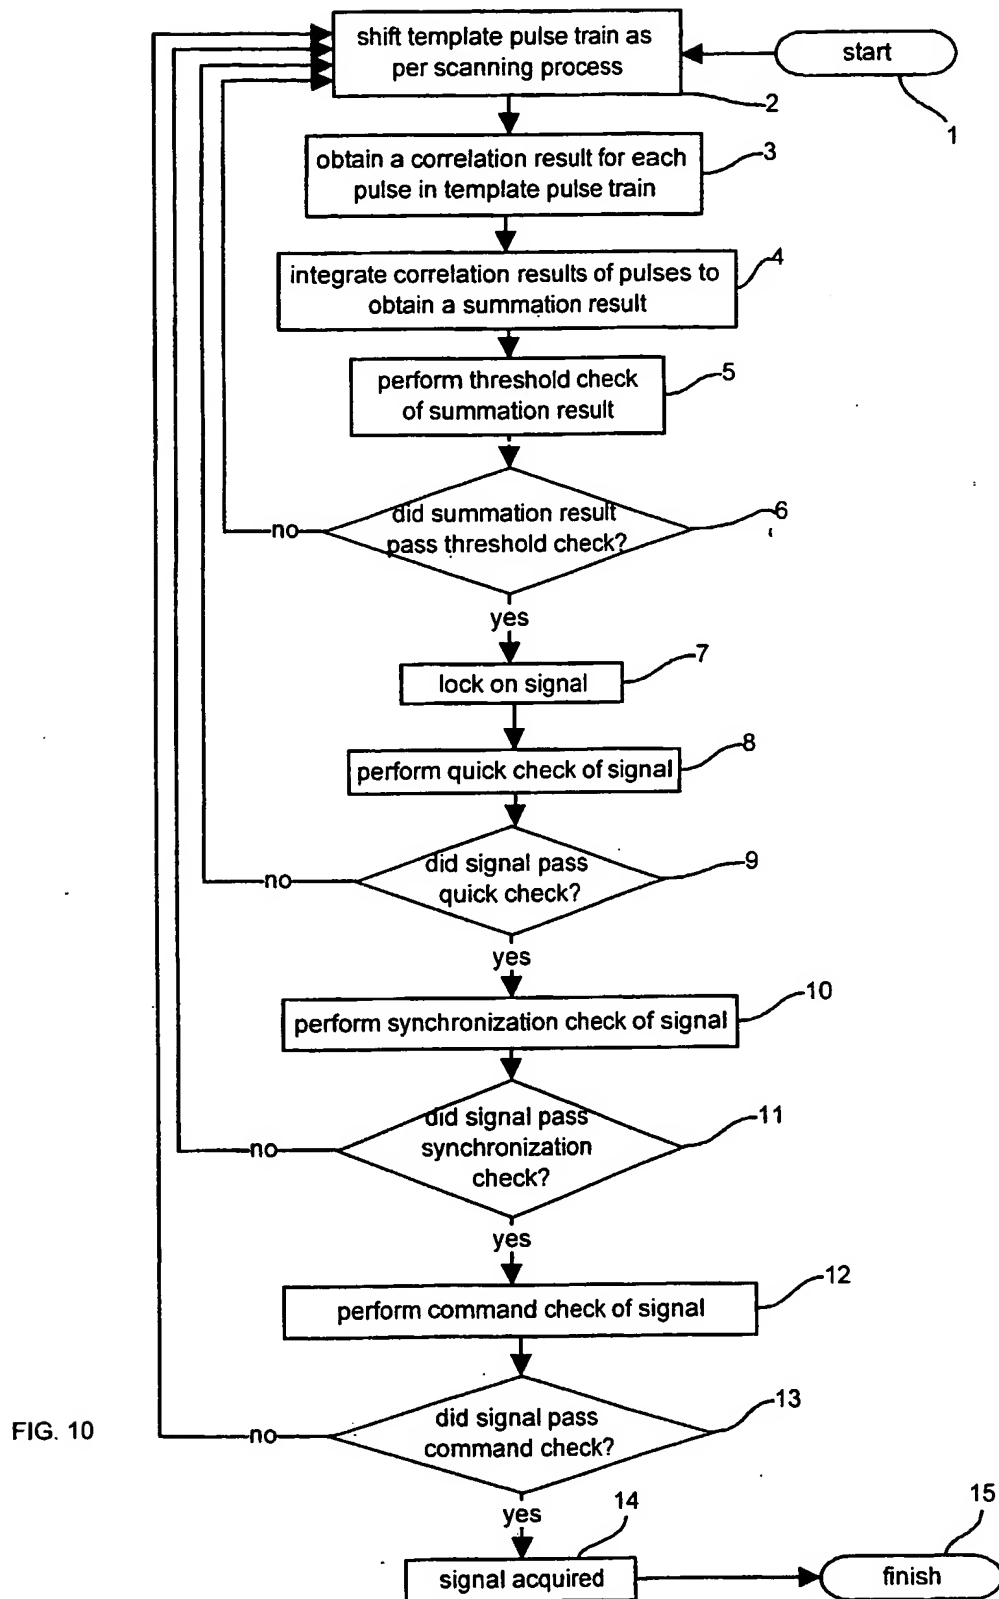 shift template pulse train as
per scanning process
start
2
1
obtain a correlation result for each
pulse in template pulse train
3
integrate correlation results of pulses to
obtain a summation result
4
perform threshold check
of summation result
5
did summation result
pass threshold check?
6
no
yes
lock on signal
7
perform quick check of signal
8
did signal pass
quick check?
9
no
yes
perform synchronization check of signal
10
did signal pass
synchronization
check?
11
no
yes
perform command check of signal
12
did signal pass
command check?
13
no
FIG. 10
yes
signal acquired
14
finish
15